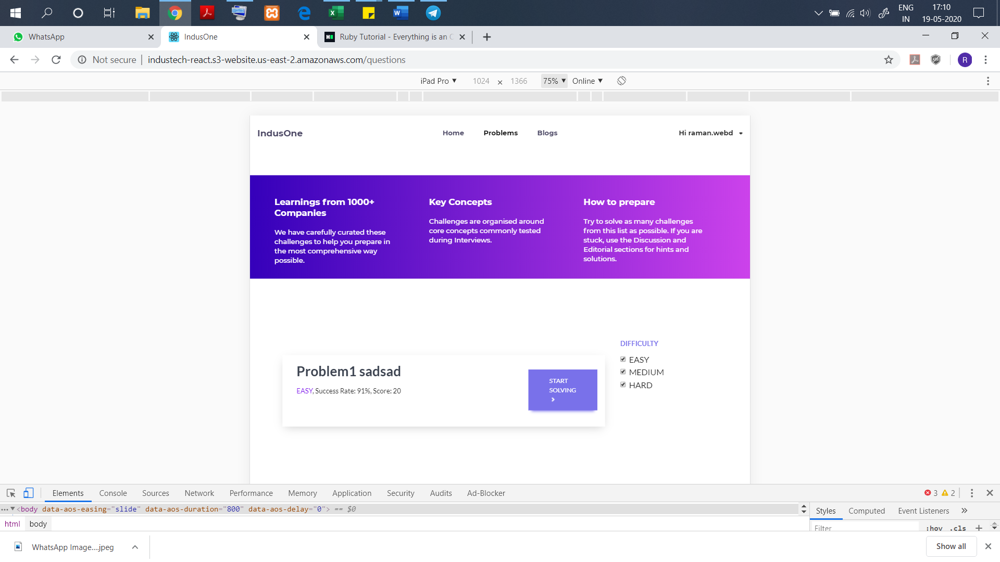 ENG
IN
17:10
19-05-2020
WhatsApp
IndusOne
Ruby Tutorial - Everything is an
Not secure
industech-react.s3-website.us-east-2.amazonaws.com/questions
R
iPad Pro ▼ 1024 × 1366 75% ▼ Online ▼
IndusOne Home Problems Blogs Hi raman.webd
Learnings from 1000+
Companies
We have carefully curated these
challenges to help you prepare in
the most comprehensive way
possible.
Key Concepts
Challenges are organised around
core concepts commonly tested
during Interviews.
How to prepare
Try to solve as many challenges
from this list as possible. If you are
stuck, use the Discussion and
Editorial sections for hints and
solutions.
Problem1 sadsad
EASY, Success Rate: 91%, Score: 20
START
SOLVING
DIFFICULTY
EASY
MEDIUM
HARD
Elements Console Sources Network Performance Memory Application Security Audits Ad-Blocker 3 2
<body data-aos-easing="slide" data-aos-duration="800" data-aos-delay="0"> == $0
html body
Styles Computed Event Listeners »
Filter :hov .cls +
WhatsApp Image....jpeg
Show all